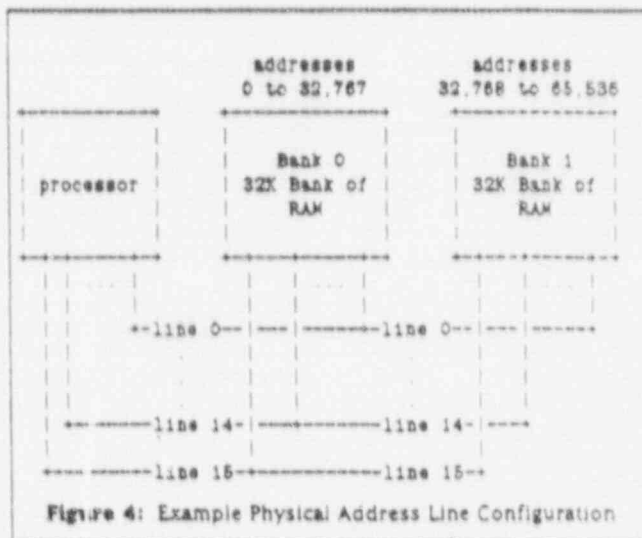 addresses addresses
0 to 32,767 32,768 to 65,536
processor Bank 0 Bank 1
32K Bank of 32K Bank of
RAM RAM
line 0 line 0
line 14 line 14
line 15 line 15
Figure 4: Example Physical Address Line Configuration